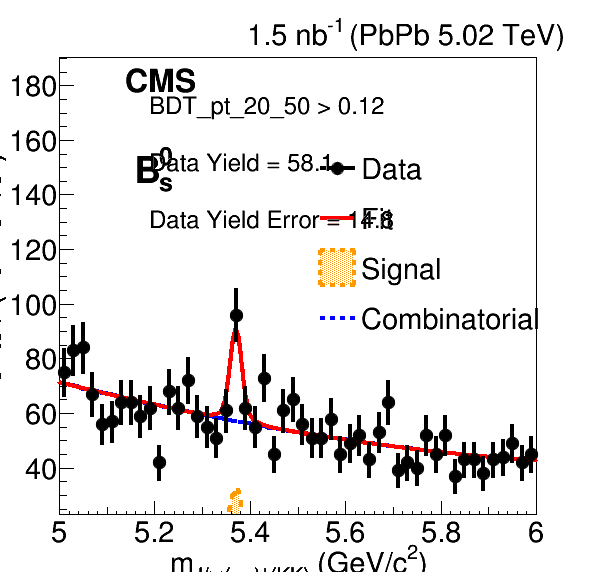 1.5 nb⁻¹ (PbPb 5.02 TeV)
CMS
BDT_pt_20_50 > 0.12
B⁰ₛ
Data Yield = 58.1
Data
Data Yield Error = 14.8
Fit
Signal
Combinatorial
180
160
140
120
100
80
60
40
5 5.2 5.4 5.6 5.8 6
(GeV/c²)